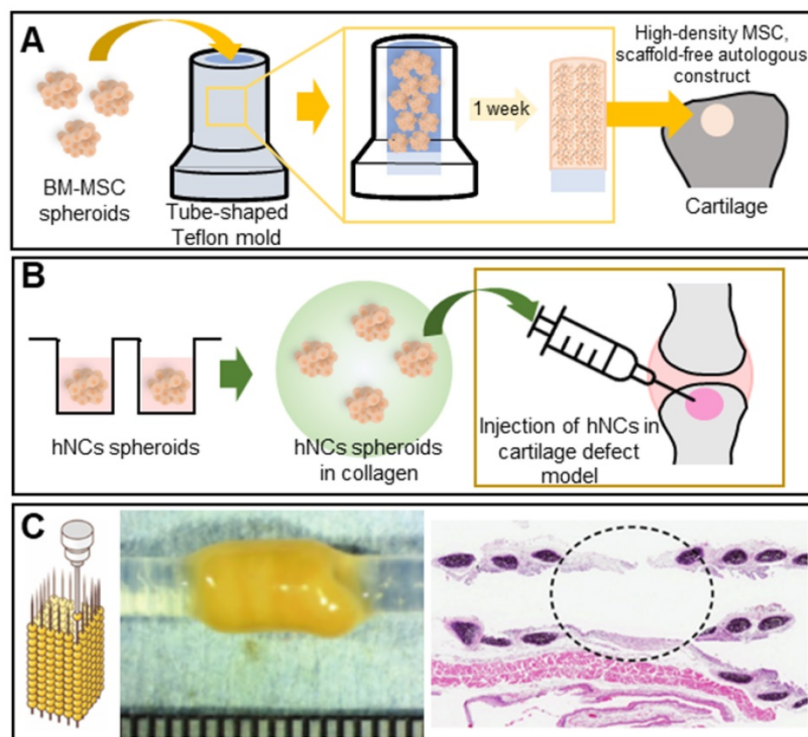 A
BM-MSC
spheroids
Tube-shaped
Teflon mold
1 week
High-density MSC,
scaffold-free autologous
construct
Cartilage
B
hNCs spheroids
hNCs spheroids
in collagen
Injection of hNCs in
cartilage defect
model
C